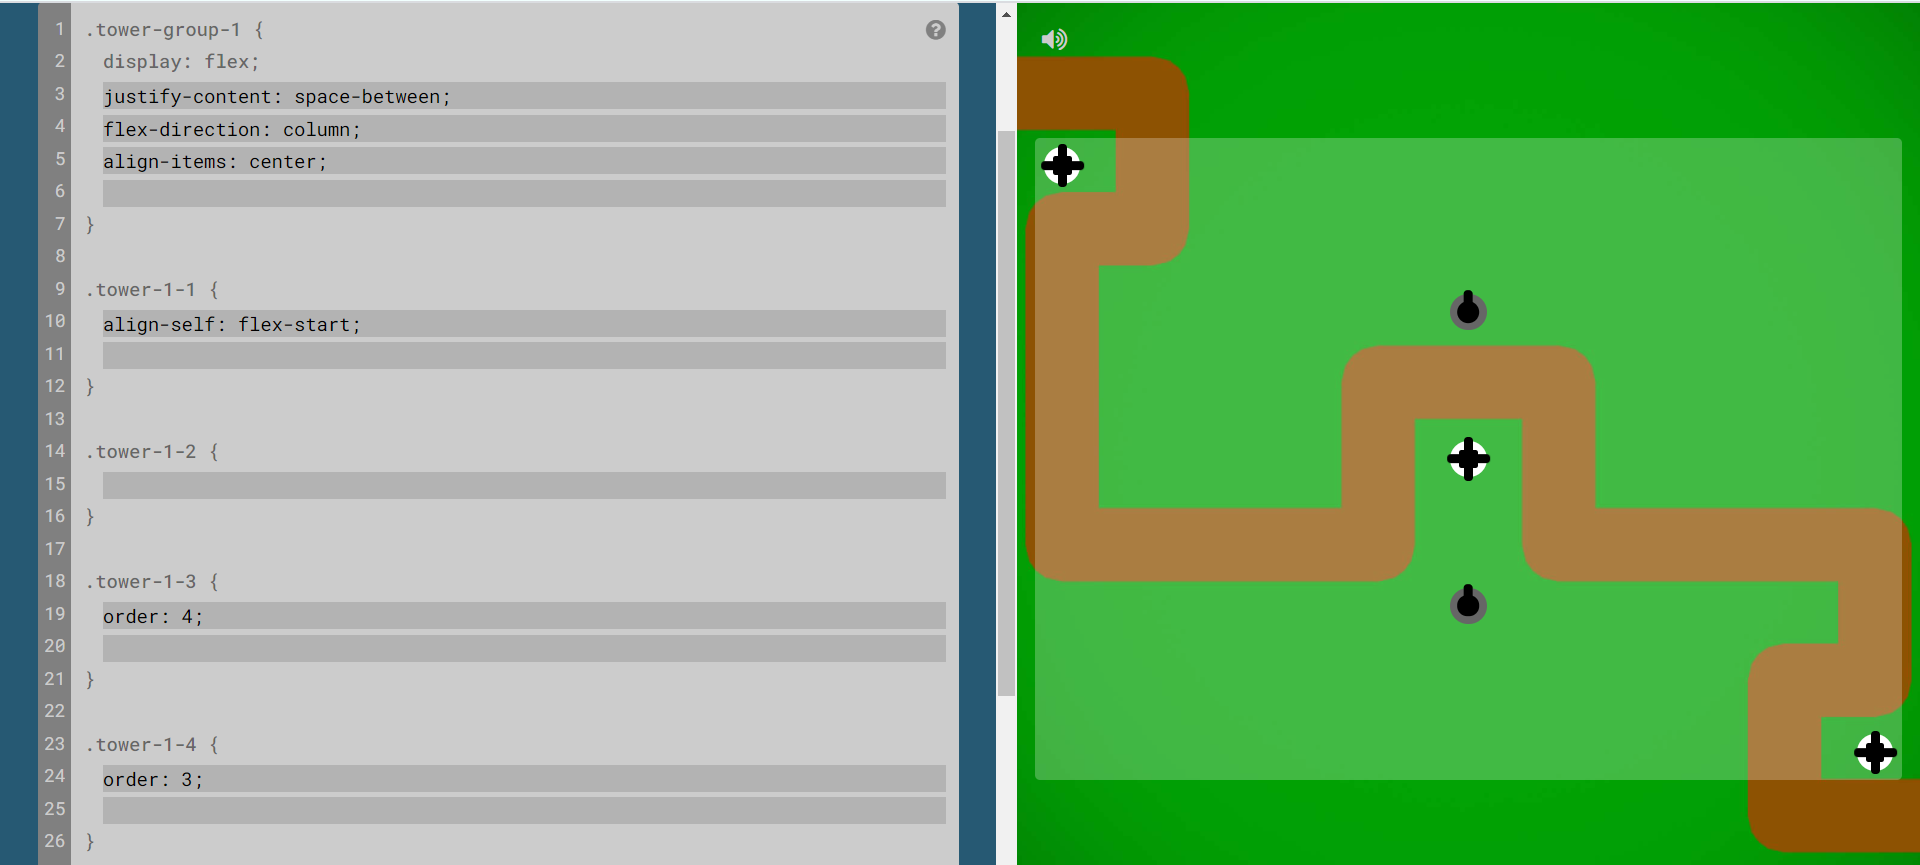 1 .tower-group-1 {
2 display: flex;
3 justify-content: space-between;
4 flex-direction: column;
5 align-items: center;
6
7 }
8
9 .tower-1-1 {
10 align-self: flex-start;
11
12 }
13
14 .tower-1-2 {
15
16 }
17
18 .tower-1-3 {
19 order: 4;
20
21 }
22
23 .tower-1-4 {
24 order: 3;
25
26 }
?